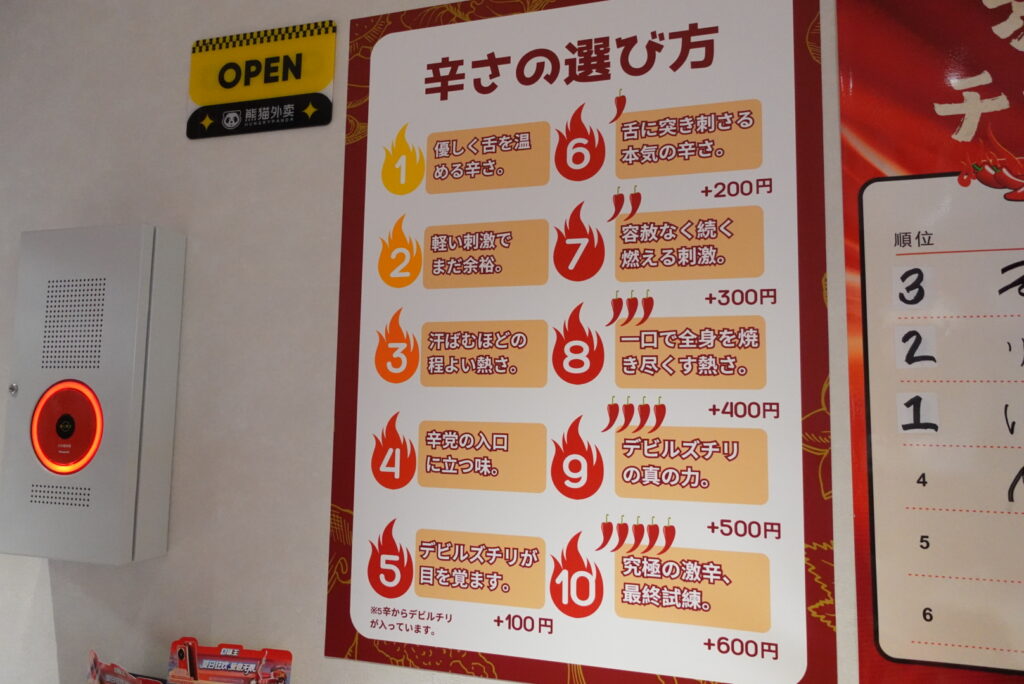 OPEN
熊猫外卖
HUNGRYPANDA
辛さの選び方
1
優しく舌を温
める辛さ。
2
軽い刺激で
まだ余裕。
3
汗ばむほどの
程よい熱さ。
4
辛党の入口
に立つ味。
5
デビルズチリが
目を覚ます。
※5辛からデビルチリ
が入っています。
+100円
6
舌に突き刺さる
本気の辛さ。
+200円
7
容赦なく続く
燃える刺激。
+300円
8
一口で全身を焼
き尽くす熱さ。
+400円
9
デビルズチリ
の真の力。
+500円
10
究極の激辛、
最終試練。
+600円
チ
順位
3
2
1
4
5
6